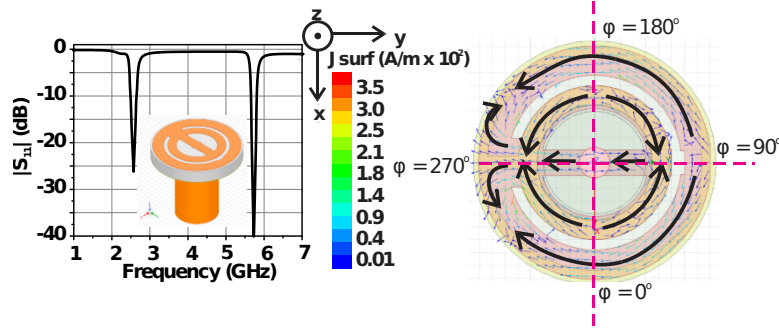 0
-10
-20
-30
-40
|S₁₁| (dB)
1 2 3 4 5 6 7
Frequency (GHz)
z
y
x
J surf (A/m x 10²)
3.5
3.0
2.5
2.1
1.8
1.4
0.9
0.4
0.01
φ = 180°
φ = 90°
φ = 270°
φ = 0°